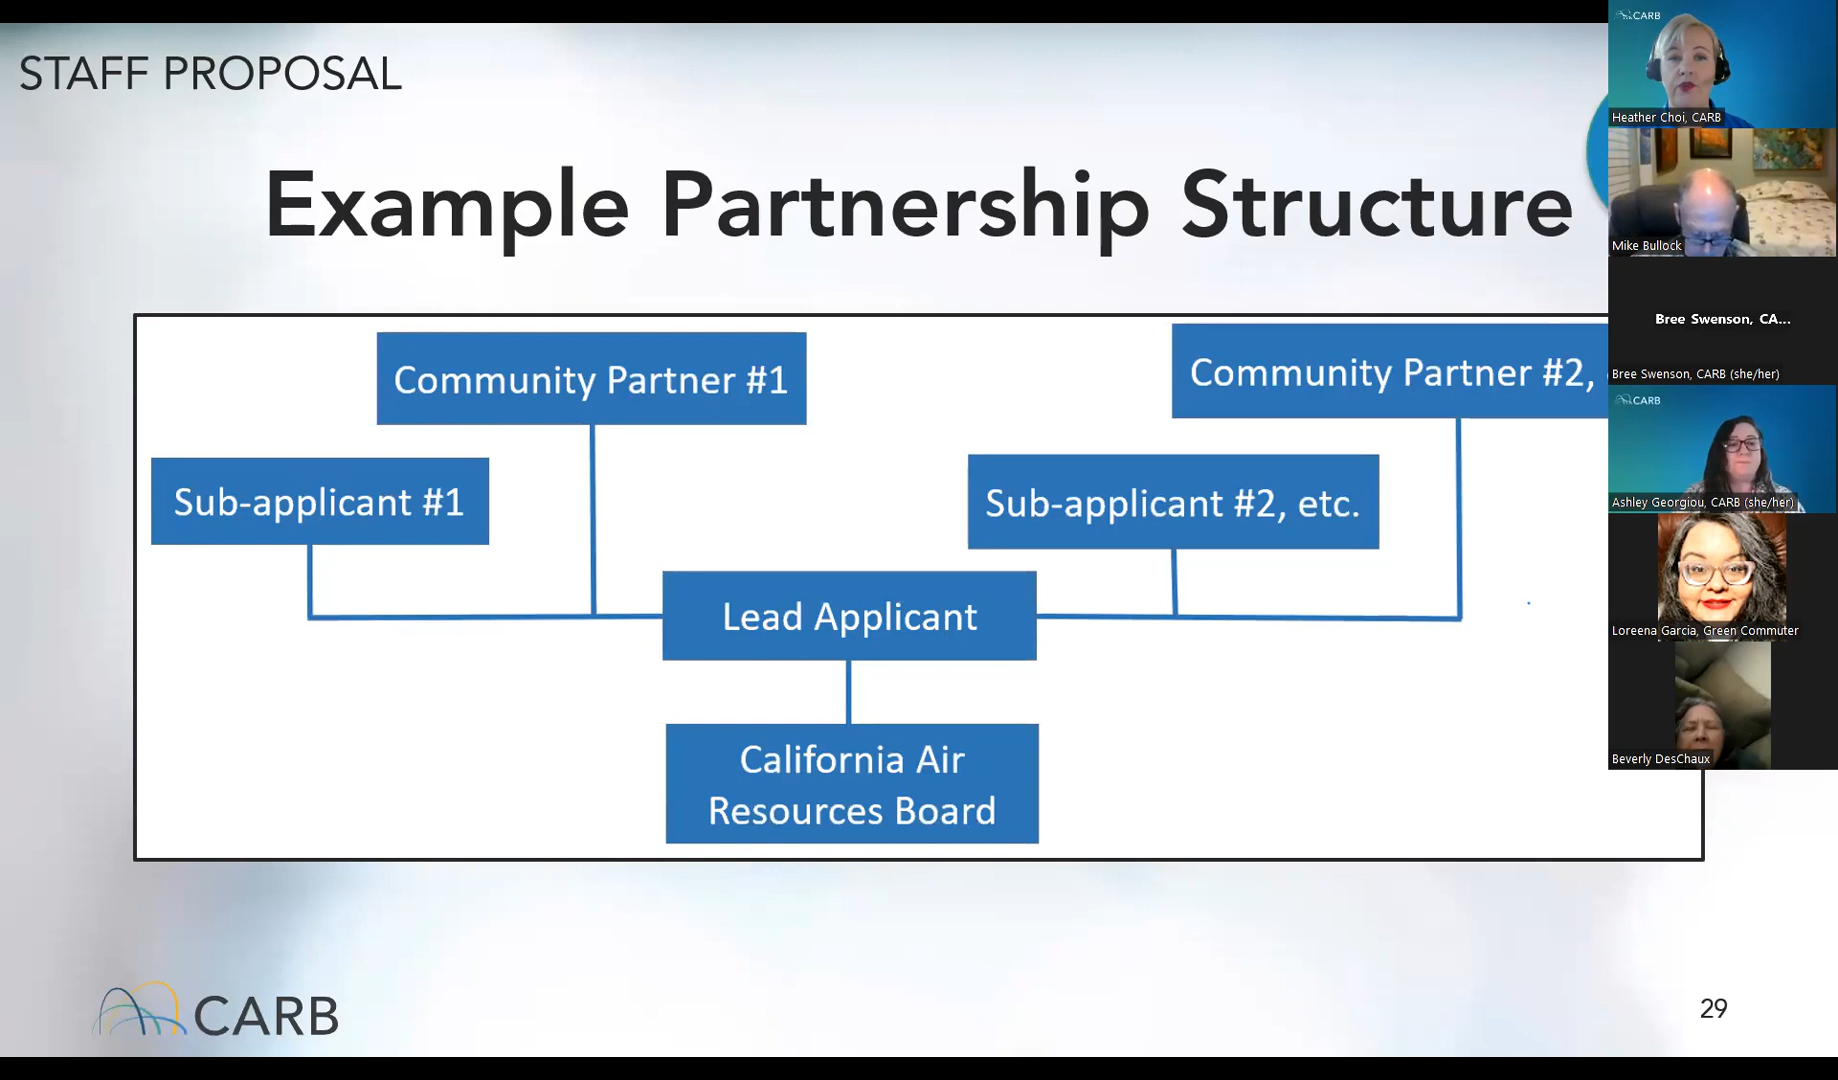 STAFF PROPOSAL
Example Partnership Structure
Community Partner #1
Community Partner #2,
Sub-applicant #1
Sub-applicant #2, etc.
Lead Applicant
California Air
Resources Board
CARB
29
CARB
Heather Choi, CARB
Mike Bullock
Bree Swenson, CA...
Bree Swenson, CARB (she/her)
CARB
Ashley Georgiou, CARB (she/her)
Loreena Garcia, Green Commuter
Beverly DesChaux